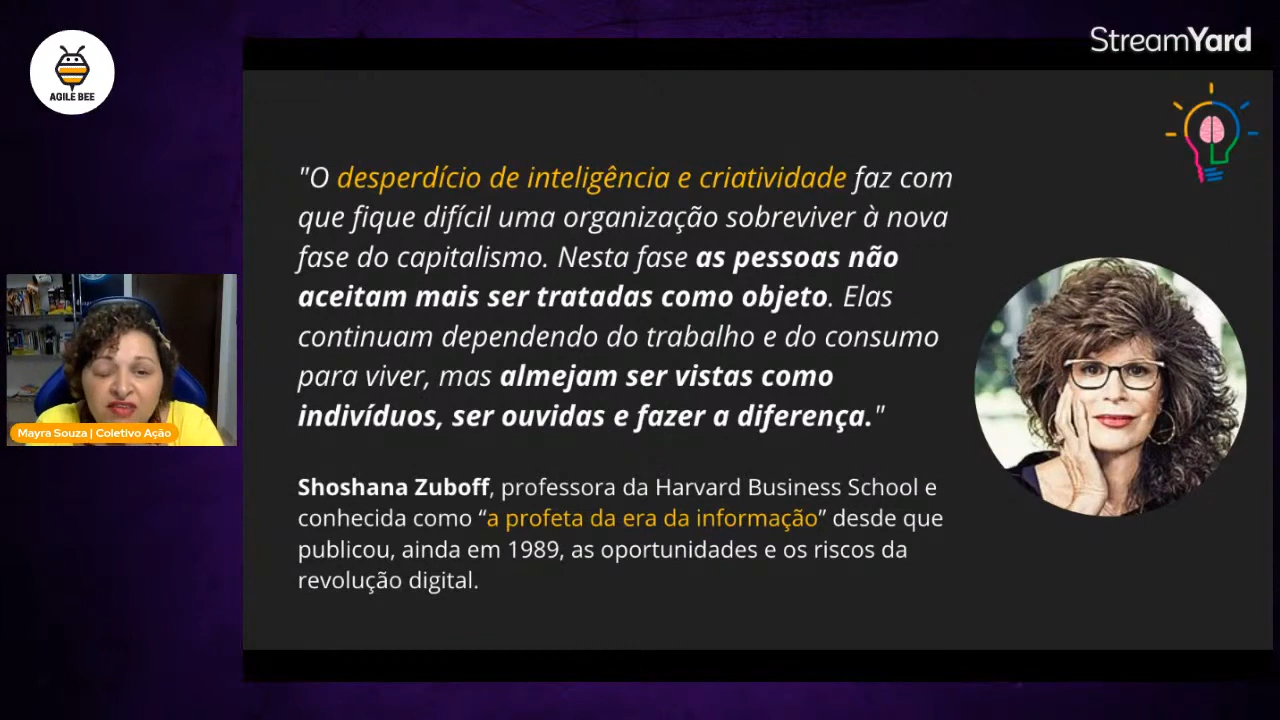 StreamYard
AGILE BEE
"O desperdício de inteligência e criatividade faz com
que fique difícil uma organização sobreviver à nova
fase do capitalismo. Nesta fase as pessoas não
aceitam mais ser tratadas como objeto. Elas
continuam dependendo do trabalho e do consumo
para viver, mas almejam ser vistas como
indivíduos, ser ouvidas e fazer a diferença."
Shoshana Zuboff, professora da Harvard Business School e
conhecida como “a profeta da era da informação” desde que
publicou, ainda em 1989, as oportunidades e os riscos da
revolução digital.
Mayra Souza | Coletivo Ação